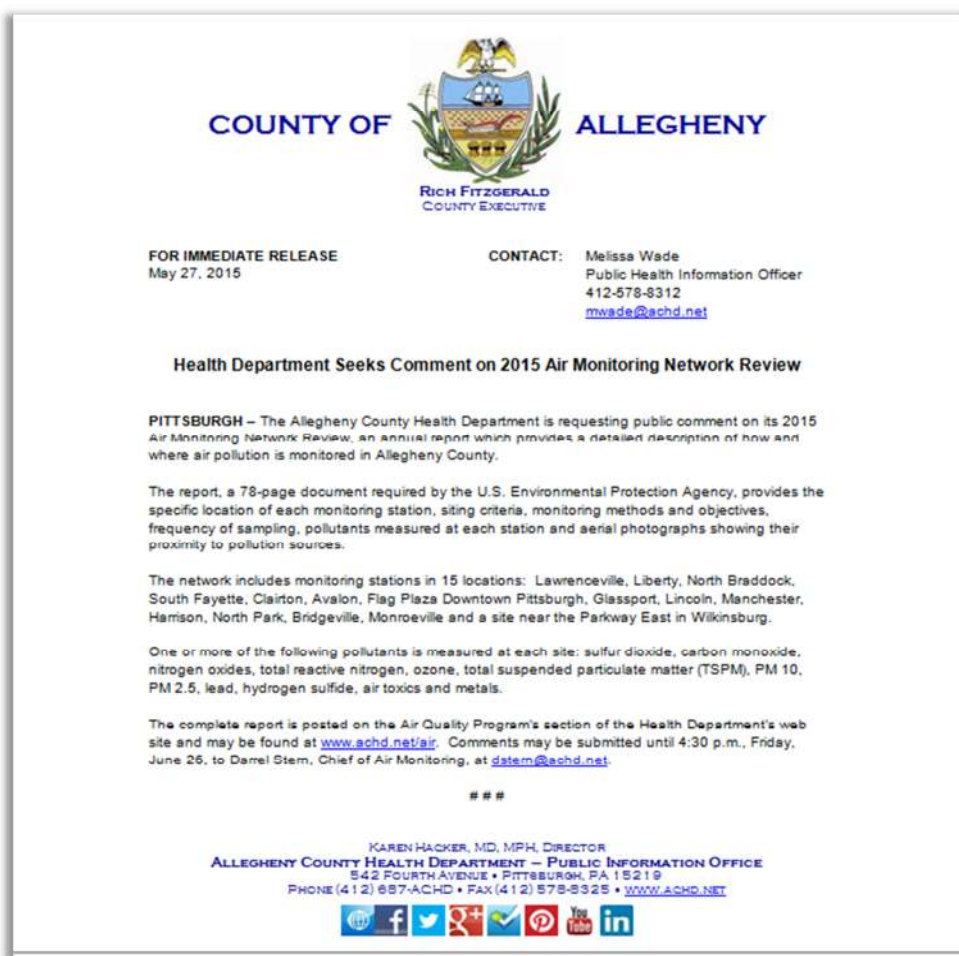 COUNTY OF ALLEGHENY
RICH FITZGERALD
COUNTY EXECUTIVE
FOR IMMEDIATE RELEASE
May 27, 2015
CONTACT: Melissa Wade
Public Health Information Officer
412-578-8312
mwade@achd.net
Health Department Seeks Comment on 2015 Air Monitoring Network Review
PITTSBURGH – The Allegheny County Health Department is requesting public comment on its 2015
Air Monitoring Network Review, an annual report which provides a detailed description of how and
where air pollution is monitored in Allegheny County.
The report, a 78-page document required by the U.S. Environmental Protection Agency, provides the
specific location of each monitoring station, siting criteria, monitoring methods and objectives,
frequency of sampling, pollutants measured at each station and aerial photographs showing their
proximity to pollution sources.
The network includes monitoring stations in 15 locations: Lawrenceville, Liberty, North Braddock,
South Fayette, Clairton, Avalon, Flag Plaza Downtown Pittsburgh, Glassport, Lincoln, Manchester,
Harrison, North Park, Bridgeville, Monroeville and a site near the Parkway East in Wilkinsburg.
One or more of the following pollutants is measured at each site: sulfur dioxide, carbon monoxide,
nitrogen oxides, total reactive nitrogen, ozone, total suspended particulate matter (TSPM), PM 10,
PM 2.5, lead, hydrogen sulfide, air toxics and metals.
The complete report is posted on the Air Quality Program's section of the Health Department's web
site and may be found at www.achd.net/air. Comments may be submitted until 4:30 p.m., Friday,
June 26, to Darrel Stern, Chief of Air Monitoring, at dstern@achd.net.
# # #
KAREN HACKER, MD, MPH, DIRECTOR
ALLEGHENY COUNTY HEALTH DEPARTMENT – PUBLIC INFORMATION OFFICE
542 FOURTH AVENUE • PITTSBURGH, PA 15219
PHONE (412) 687-ACHD • FAX (412) 578-8325 • WWW.ACHD.NET
You Tube